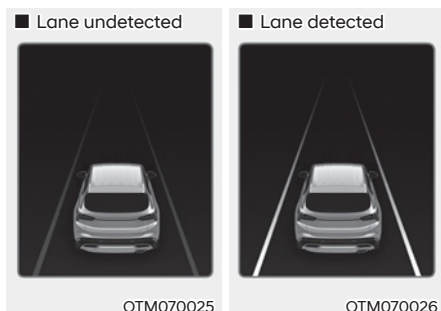 ■ Lane undetected
■ Lane detected
OTM070025
OTM070026